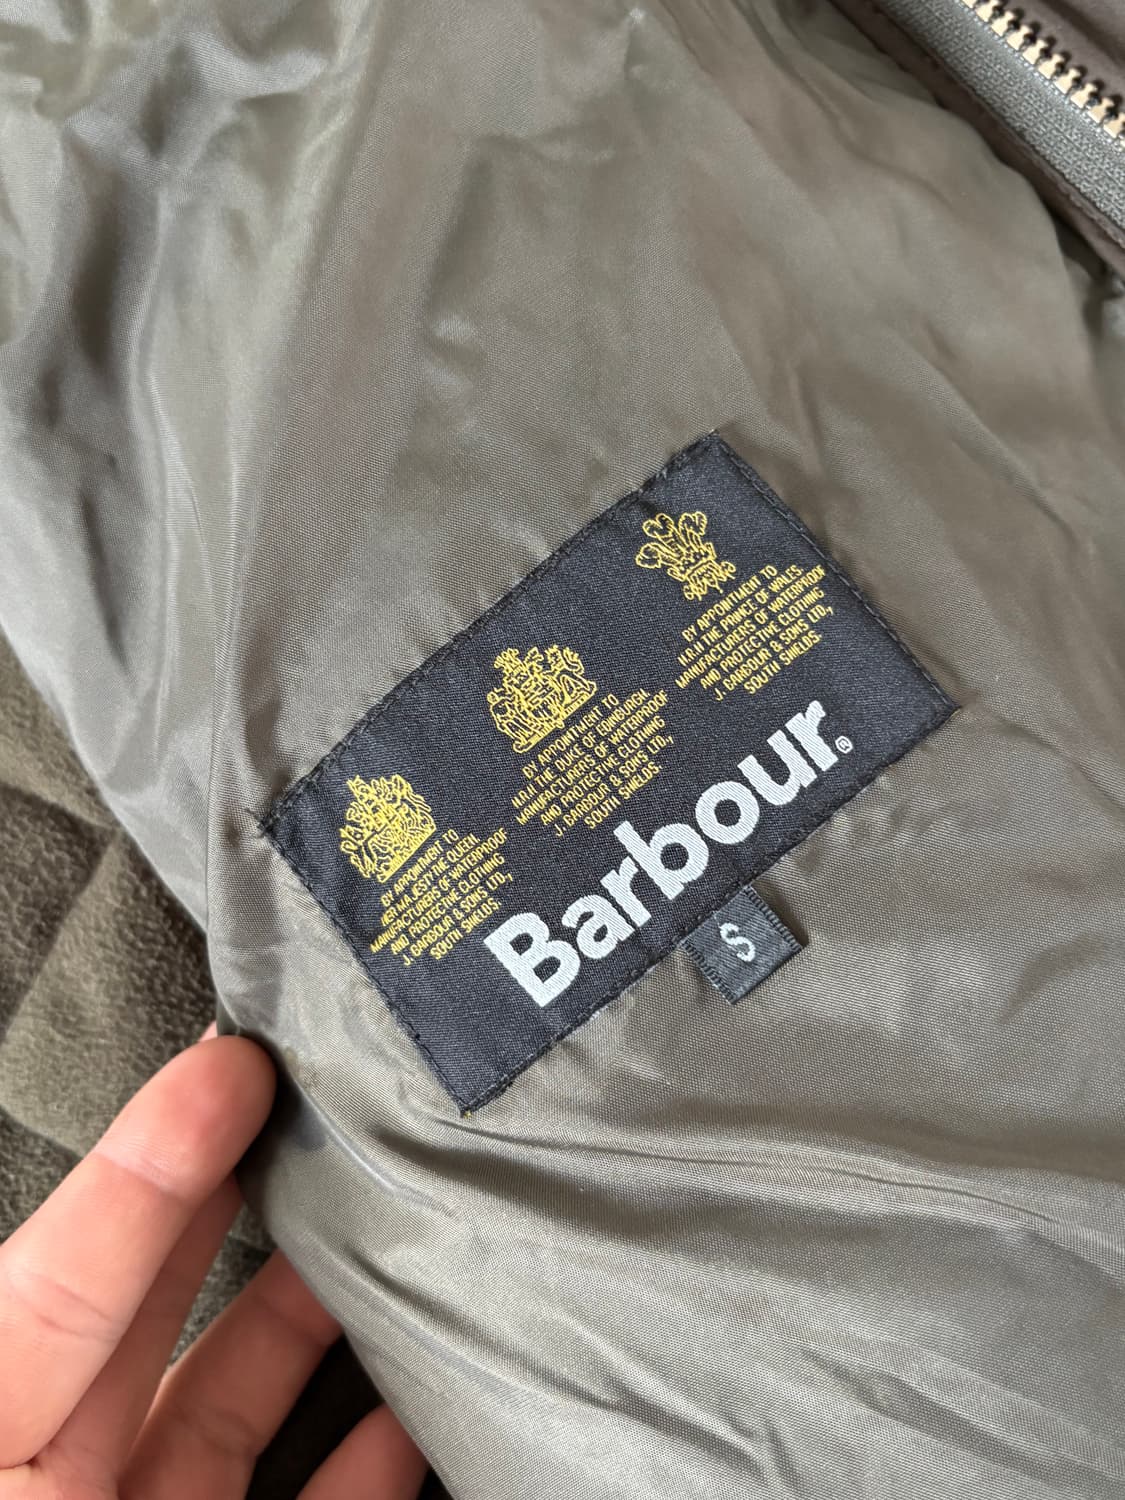 BY APPOINTMENT TO
HER MAJESTY THE QUEEN.
MANUFACTURERS OF WATERPROOF
AND PROTECTIVE CLOTHING
J. BARBOUR & SONS LTD.,
SOUTH SHIELDS.
BY APPOINTMENT TO
H.R.H THE DUKE OF EDINBURGH.
MANUFACTURERS OF WATERPROOF
AND PROTECTIVE CLOTHING
J. BARBOUR & SONS LTD.,
SOUTH SHIELDS.
BY APPOINTMENT TO
H.R.H THE PRINCE OF WALES.
MANUFACTURERS OF WATERPROOF
AND PROTECTIVE CLOTHING
J. BARBOUR & SONS LTD.,
SOUTH SHIELDS.
Barbour®
S